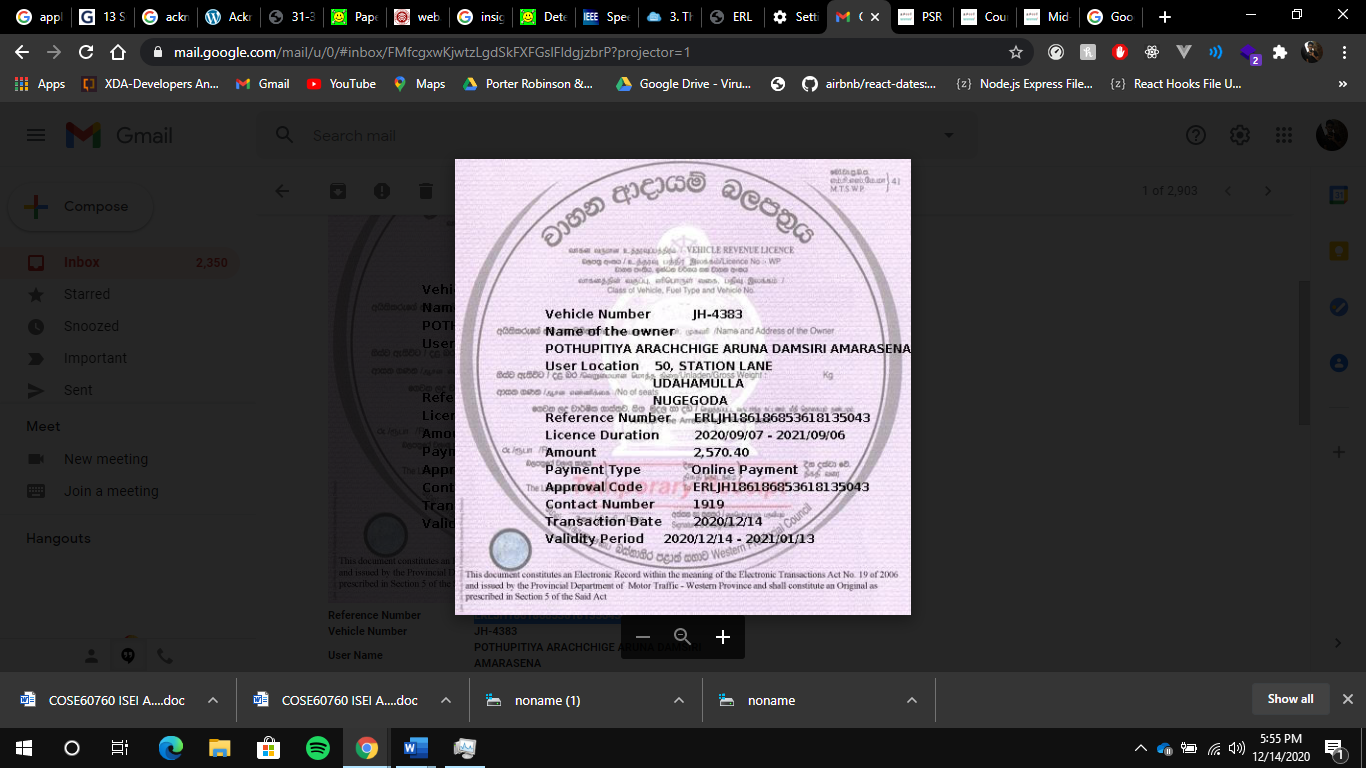 appl
13 S
ackn
Ackr
31-3
Pape
web
insig
Dete
Spee
3. Th
ERL
Setti
PSR
Cour
Mid-
Goo
mail.google.com/mail/u/0/#inbox/FMfcgxwKjwtzLgdSkFXFGslFldgjzbrP?projector=1
2
Apps
XDA-Developers An...
Gmail
YouTube
Maps
Porter Robinson &...
Google Drive - Viru...
airbnb/react-dates:...
Node.js Express File...
React Hooks File U...
Gmail
Search mail
1 of 2,903
Compose
Inbox 2,350
Starred
Snoozed
Important
Sent
Meet
New meeting
Join a meeting
Hangouts
M.T.S.W.P. 41
වාහන ආදායම් බලපත්‍රය
VEHICLE REVENUE LICENCE
/Licence No :- WP
Class of Vehicle, Fuel Type and Vehicle No.
Vehicle Number JH-4383
/Name and Address of the Owner
Name of the owner
POTHUPITIYA ARACHCHIGE ARUNA DAMSIRI AMARASENA
User Location 50, STATION LANE
/Unladen/Gross Weight : Kg
UDAHAMULLA
/No of seats
NUGEGODA
Reference Number ERLJH186186853618135043
Licence Duration 2020/09/07 - 2021/09/06
Amount 2,570.40
Payment Type Online Payment
Approval Code ERLJH186186853618135043
Contact Number 1919
Transaction Date 2020/12/14
Validity Period 2020/12/14 - 2021/01/13
බස්නාහිර පළාත් සභාව Western Provincial Council
This document constitutes an Electronic Record within the meaning of the Electronic Transactions Act No. 19 of 2006
and issued by the Provincial Department of Motor Traffic - Western Province and shall constitute an Original as
prescribed in Section 5 of the Said Act
Reference Number
Vehicle Number JH-4383
User Name POTHUPITIYA ARACHCHIGE ARUNA DAMSIRI
AMARASENA
COSE60760 ISEI A....doc
COSE60760 ISEI A....doc
noname (1)
noname
Show all
5:55 PM
12/14/2020
1